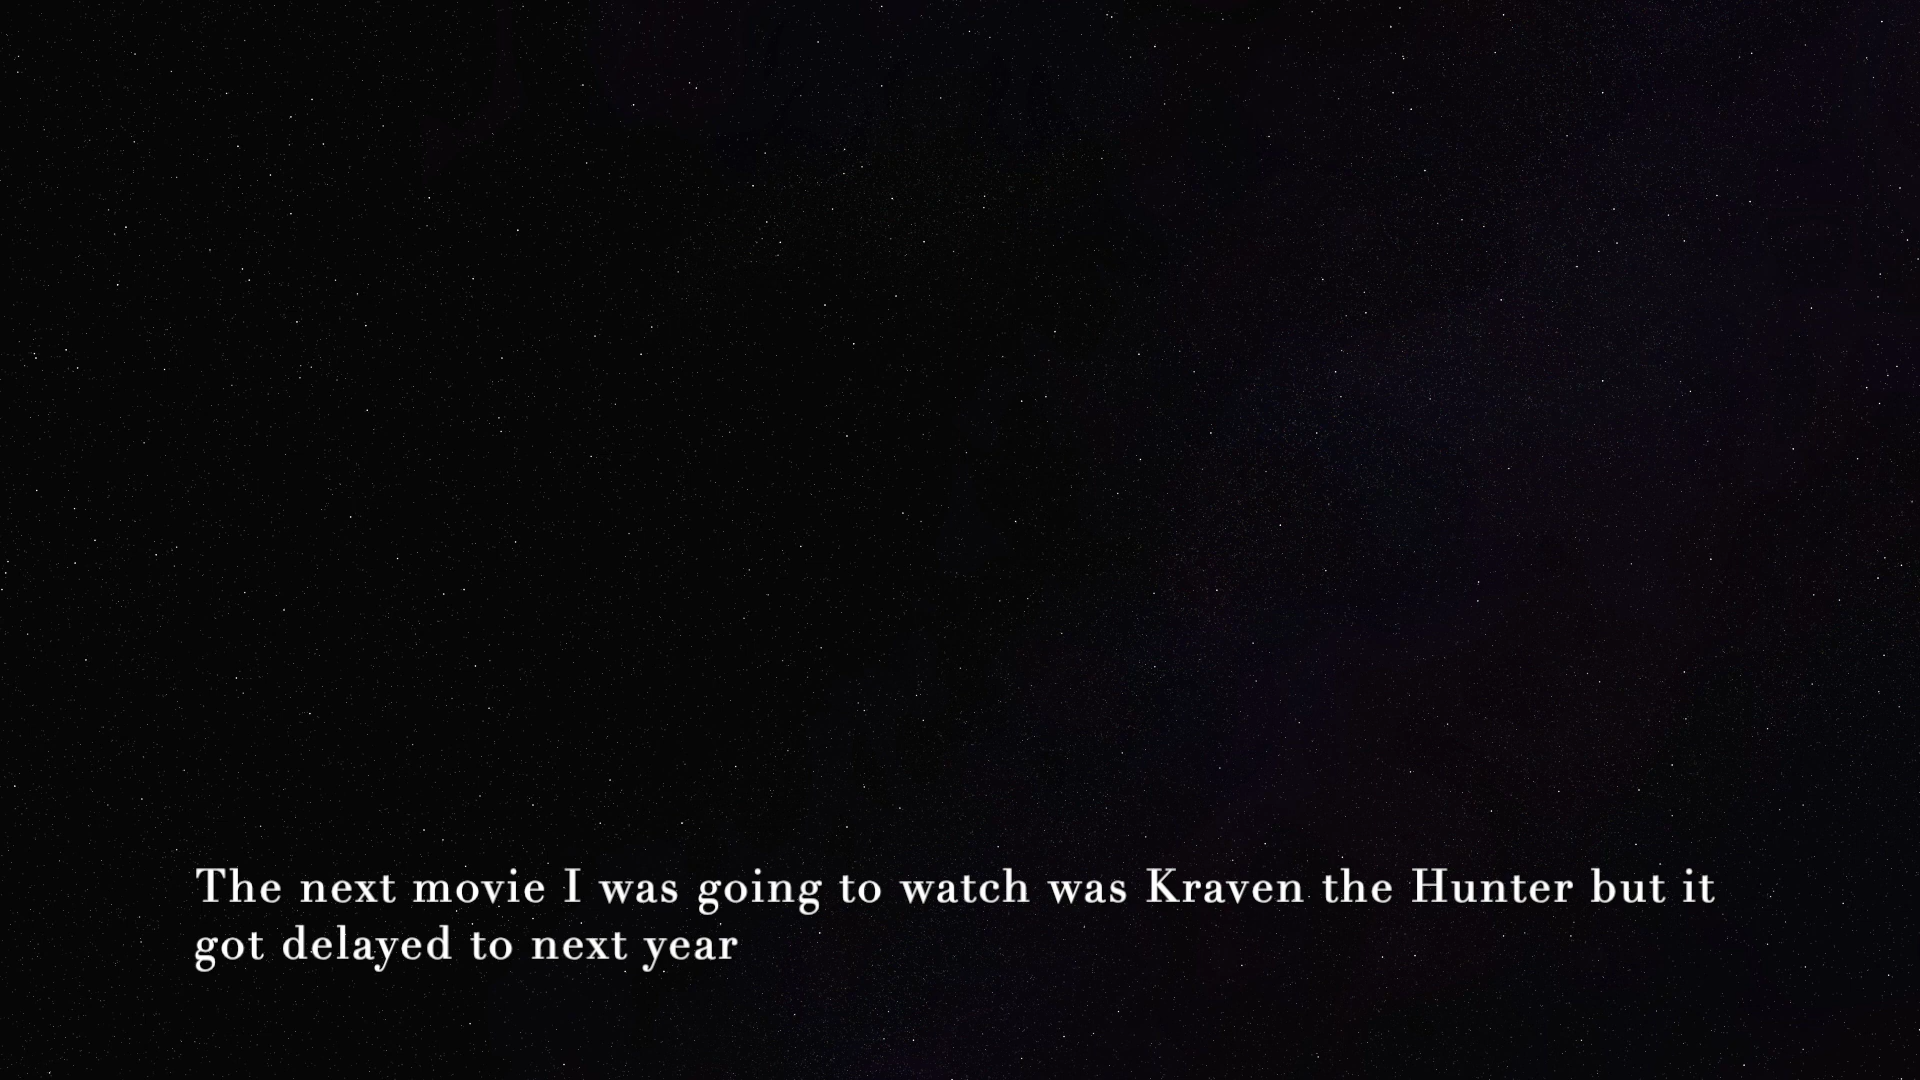 The next movie I was going to watch was Kraven the Hunter but it
got delayed to next year